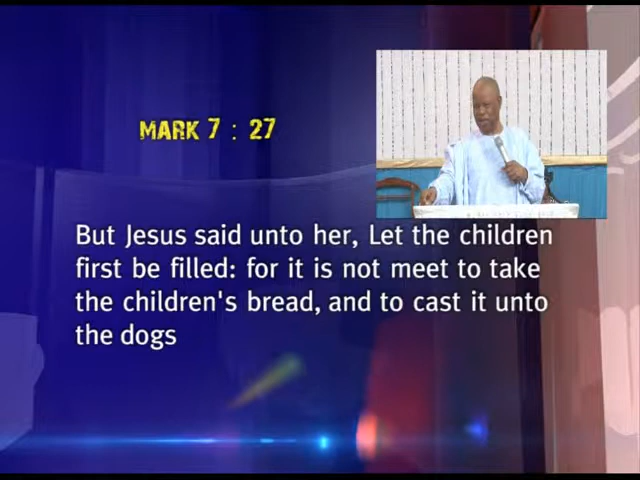 MARK 7 : 27
But Jesus said unto her, Let the children
first be filled: for it is not meet to take
the children's bread, and to cast it unto
the dogs